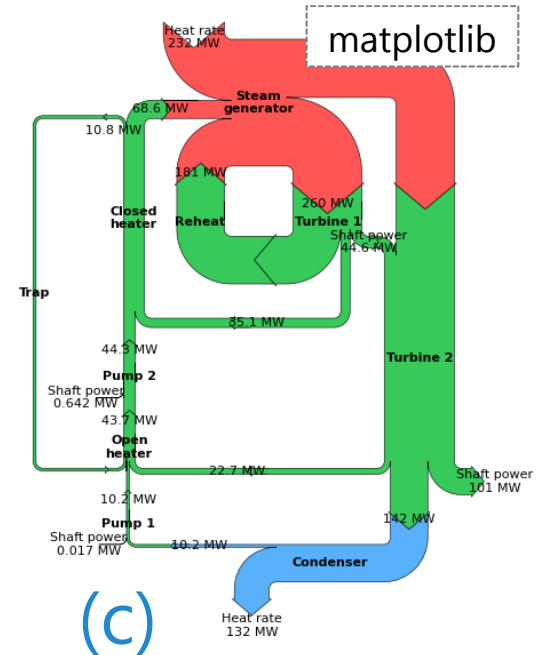 Heat rate
232 MW
matplotlib
Steam
generator
68.6 MW
10.8 MW
181 MW
260 MW
Closed
heater
Reheat
Turbine 1
Shaft power
44.6 MW
Trap
35.1 MW
44.3 MW
Turbine 2
Pump 2
Shaft power
0.642 MW
43.7 MW
Open
heater
22.7 MW
Shaft power
101 MW
10.2 MW
142 MW
Pump 1
Shaft power
0.017 MW
10.2 MW
Condenser
(c)
Heat rate
132 MW